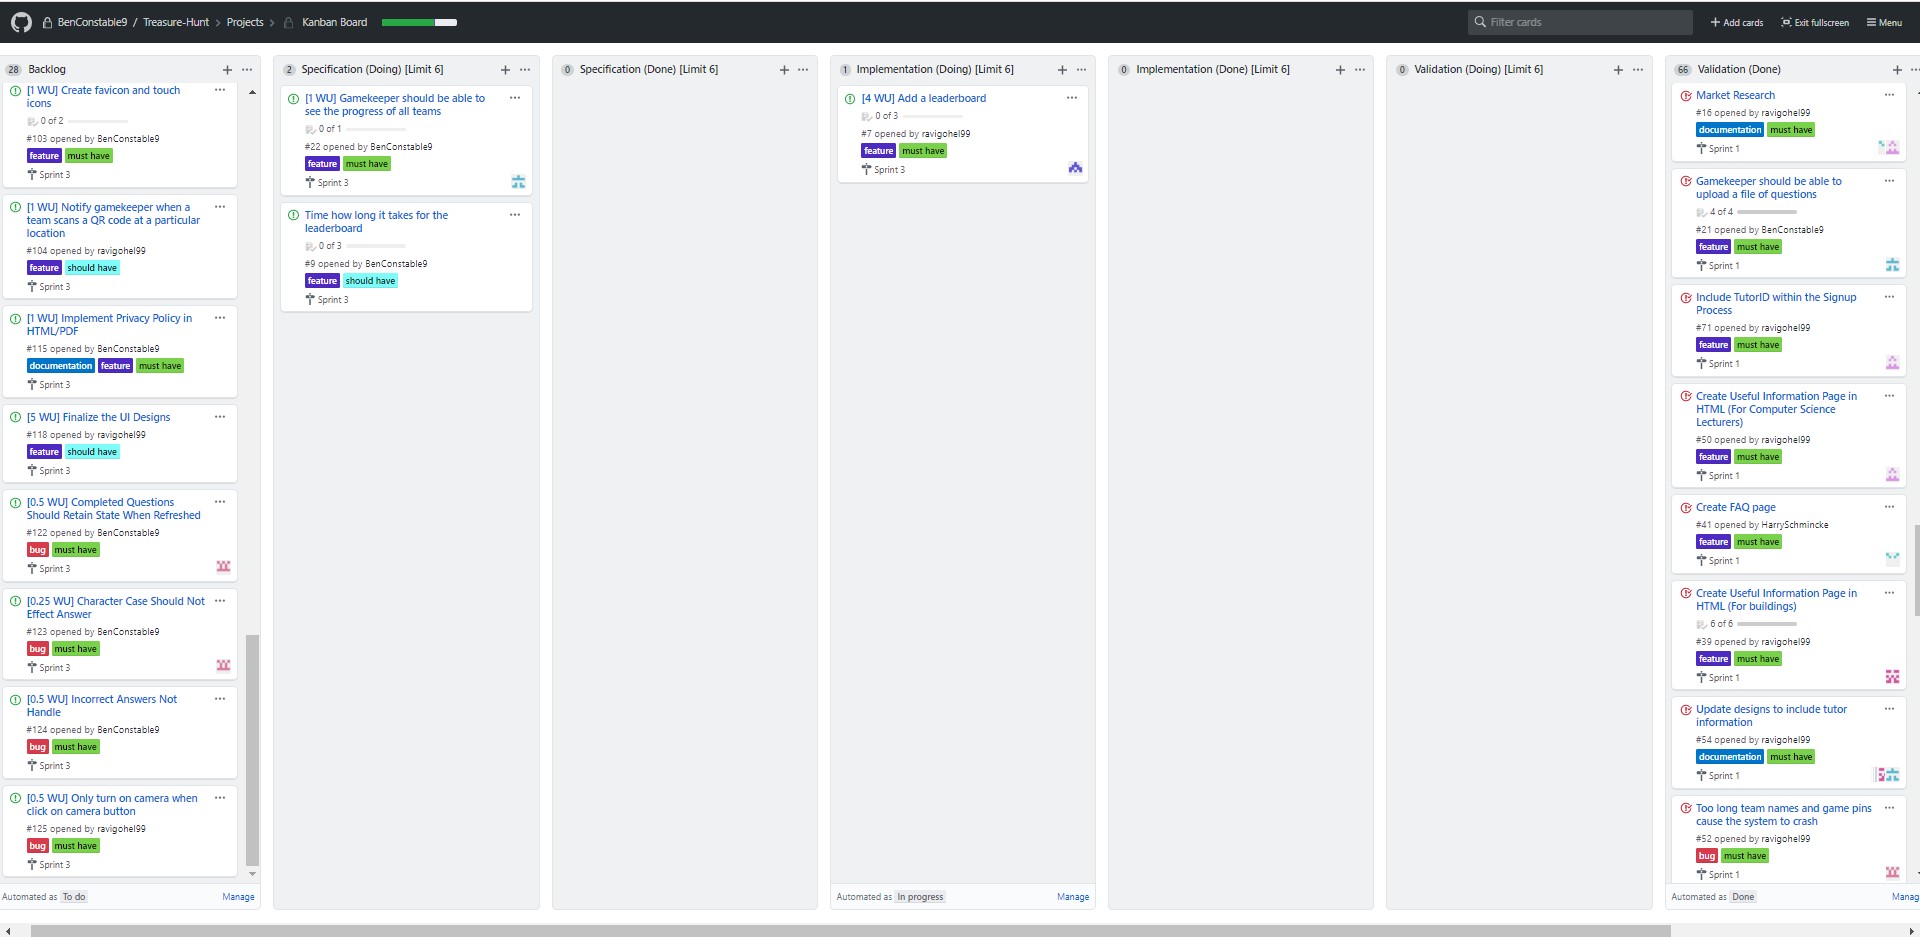 BenConstable9 / Treasure-Hunt > Projects > Kanban Board
Filter cards
+ Add cards
Exit fullscreen
Menu
28 Backlog
[1 WU] Create favicon and touch
icons
0 of 2
#103 opened by BenConstable9
feature must have
Sprint 3
[1 WU] Notify gamekeeper when a
team scans a QR code at a particular
location
#104 opened by ravigohel99
feature should have
Sprint 3
[1 WU] Implement Privacy Policy in
HTML/PDF
#115 opened by BenConstable9
documentation feature must have
Sprint 3
[5 WU] Finalize the UI Designs
#118 opened by ravigohel99
feature should have
Sprint 3
[0.5 WU] Completed Questions
Should Retain State When Refreshed
#122 opened by BenConstable9
bug must have
Sprint 3
[0.25 WU] Character Case Should Not
Effect Answer
#123 opened by BenConstable9
bug must have
Sprint 3
[0.5 WU] Incorrect Answers Not
Handle
#124 opened by BenConstable9
bug must have
Sprint 3
[0.5 WU] Only turn on camera when
click on camera button
#125 opened by ravigohel99
bug must have
Sprint 3
Automated as To do Manage
2 Specification (Doing) [Limit 6]
[1 WU] Gamekeeper should be able to
see the progress of all teams
0 of 1
#22 opened by BenConstable9
feature must have
Sprint 3
Time how long it takes for the
leaderboard
0 of 3
#9 opened by BenConstable9
feature should have
Sprint 3
0 Specification (Done) [Limit 6]
1 Implementation (Doing) [Limit 6]
[4 WU] Add a leaderboard
0 of 3
#7 opened by ravigohel99
feature must have
Sprint 3
Automated as In progress Manage
0 Implementation (Done) [Limit 6]
0 Validation (Doing) [Limit 6]
66 Validation (Done)
Market Research
#16 opened by ravigohel99
documentation must have
Sprint 1
Gamekeeper should be able to
upload a file of questions
4 of 4
#21 opened by BenConstable9
feature must have
Sprint 1
Include TutorID within the Signup
Process
#71 opened by ravigohel99
feature must have
Sprint 1
Create Useful Information Page in
HTML (For Computer Science
Lecturers)
#50 opened by ravigohel99
feature must have
Sprint 1
Create FAQ page
#41 opened by HarrySchmincke
feature must have
Sprint 1
Create Useful Information Page in
HTML (For buildings)
6 of 6
#39 opened by ravigohel99
feature must have
Sprint 1
Update designs to include tutor
information
#54 opened by ravigohel99
documentation must have
Sprint 1
Too long team names and game pins
cause the system to crash
#52 opened by ravigohel99
bug must have
Sprint 1
Automated as Done Manag